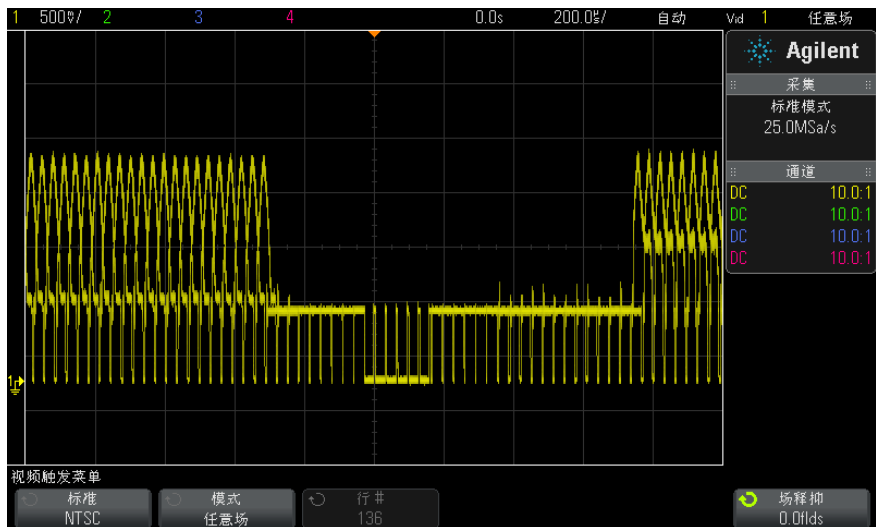 1 500♈/ 2 3 4 0.0s 200.0㎲/ 自动 Vid 1 任意场
Agilent
采集
标准模式
25.0MSa/s
通道
DC 10.0:1
DC 10.0:1
DC 10.0:1
DC 10.0:1
1
视频触发菜单
标准
NTSC
模式
任意场
行 #
136
场释抑
0.0flds